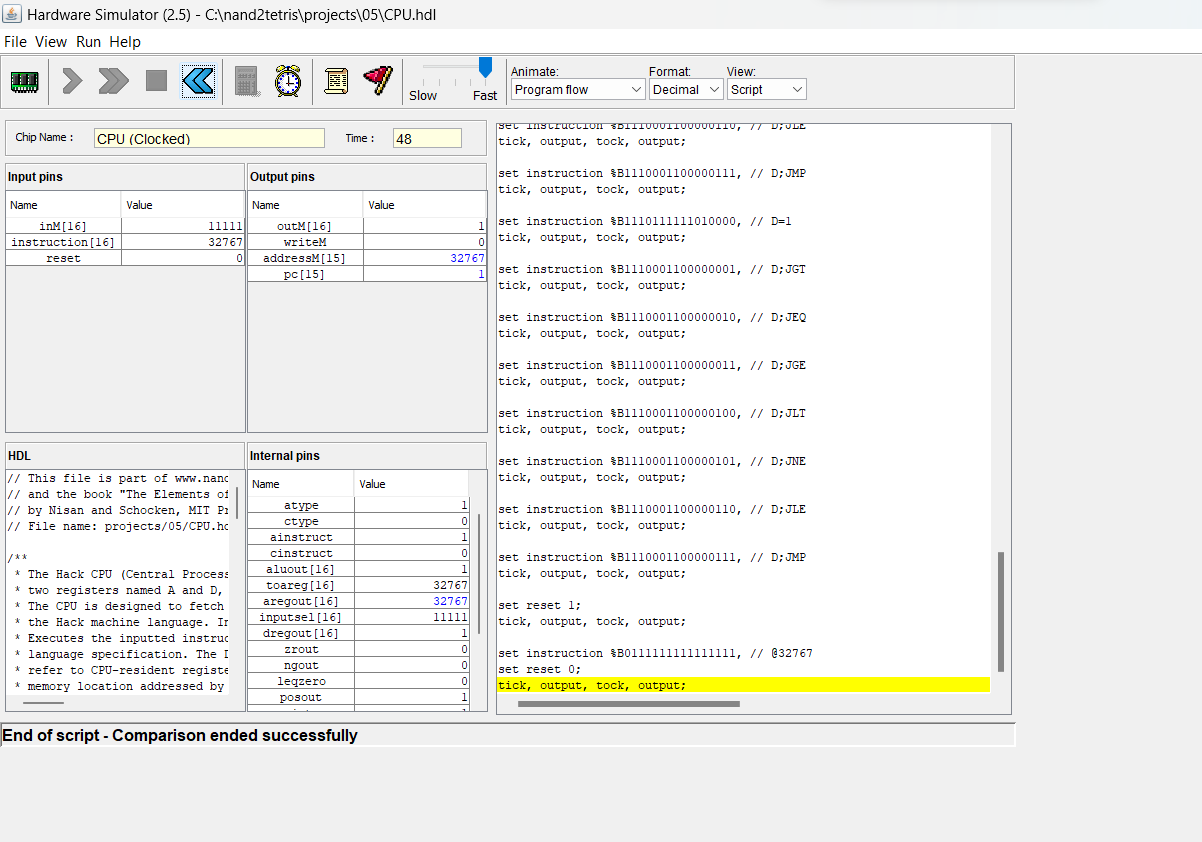 Hardware Simulator (2.5) - C:\nand2tetris\projects\05\CPU.hdl
File View Run Help
Slow Fast
Animate: Format: View:
Program flow Decimal Script
Chip Name : CPU (Clocked) Time : 48
Input pins
Name Value
inM[16] 11111
instruction[16] 32767
reset 0
Output pins
Name Value
outM[16] 1
writeM 0
addressM[15] 32767
pc[15] 1
HDL
// This file is part of www.nand
// and the book "The Elements of
// by Nisan and Schocken, MIT Pr
// File name: projects/05/CPU.hd
/**
* The Hack CPU (Central Process
* two registers named A and D,
* The CPU is designed to fetch
* the Hack machine language. In
* Executes the inputted instruc
* language specification. The D
* refer to CPU-resident registe
* memory location addressed by
Internal pins
Name Value
atype 1
ctype 0
ainstruct 1
cinstruct 0
aluout[16] 1
toareg[16] 32767
aregout[16] 32767
inputsel[16] 11111
dregout[16] 1
zrout 0
ngout 0
leqzero 0
posout 1
set instruction %B1110001100000110, // D;JLE
tick, output, tock, output;
set instruction %B1110001100000111, // D;JMP
tick, output, tock, output;
set instruction %B1110111111010000, // D=1
tick, output, tock, output;
set instruction %B1110001100000001, // D;JGT
tick, output, tock, output;
set instruction %B1110001100000010, // D;JEQ
tick, output, tock, output;
set instruction %B1110001100000011, // D;JGE
tick, output, tock, output;
set instruction %B1110001100000100, // D;JLT
tick, output, tock, output;
set instruction %B1110001100000101, // D;JNE
tick, output, tock, output;
set instruction %B1110001100000110, // D;JLE
tick, output, tock, output;
set instruction %B1110001100000111, // D;JMP
tick, output, tock, output;
set reset 1;
tick, output, tock, output;
set instruction %B0111111111111111, // @32767
set reset 0;
tick, output, tock, output;
End of script - Comparison ended successfully